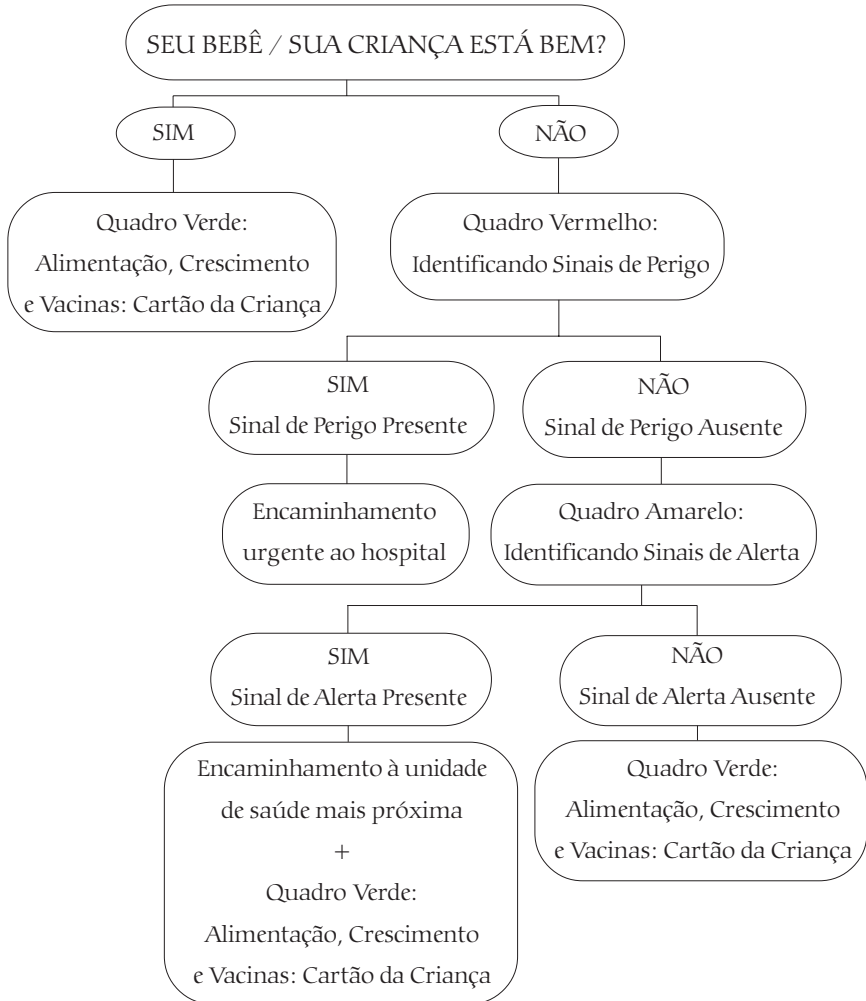 SEU BEBÊ / SUA CRIANÇA ESTÁ BEM?
SIM
NÃO
Quadro Verde:
Alimentação, Crescimento
e Vacinas: Cartão da Criança
Quadro Vermelho:
Identificando Sinais de Perigo
SIM
Sinal de Perigo Presente
NÃO
Sinal de Perigo Ausente
Encaminhamento
urgente ao hospital
Quadro Amarelo:
Identificando Sinais de Alerta
SIM
Sinal de Alerta Presente
NÃO
Sinal de Alerta Ausente
Encaminhamento à unidade
de saúde mais próxima
+
Quadro Verde:
Alimentação, Crescimento
e Vacinas: Cartão da Criança
Quadro Verde:
Alimentação, Crescimento
e Vacinas: Cartão da Criança